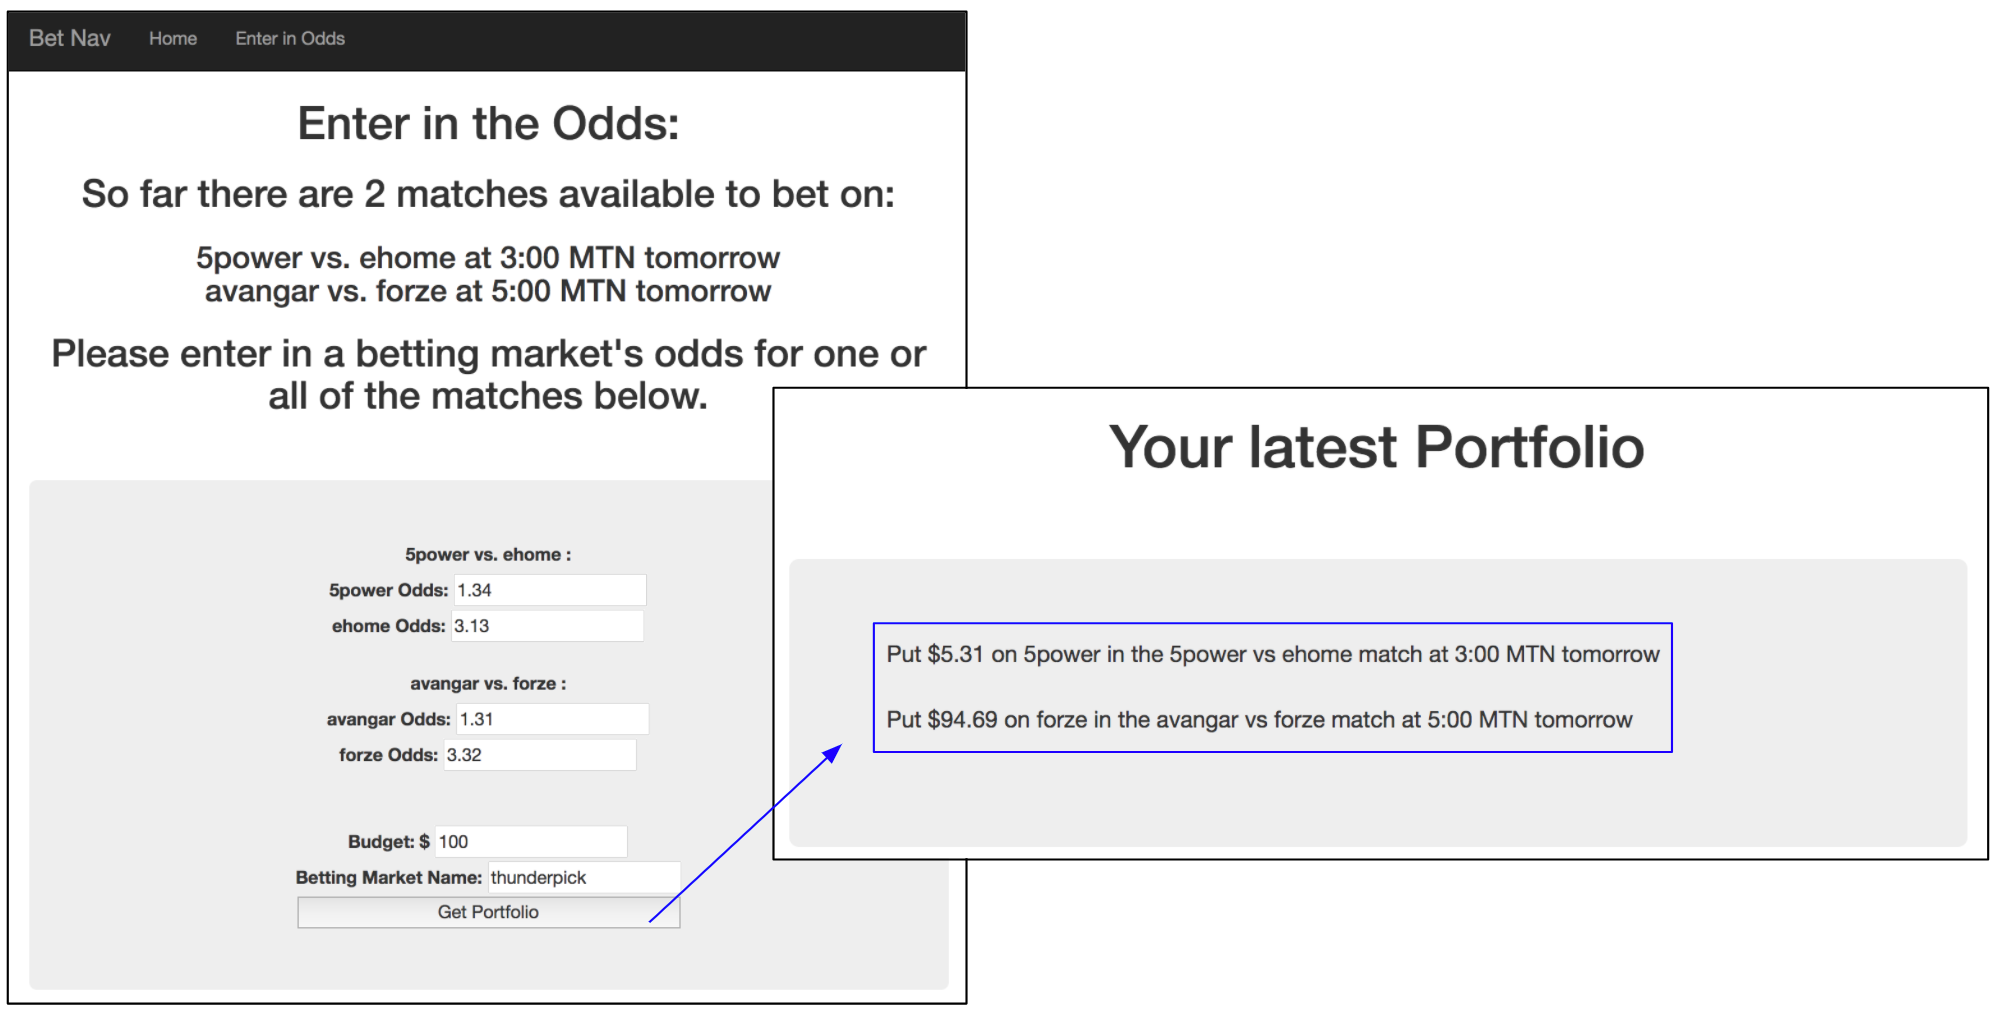 Bet Nav Home Enter in Odds
Enter in the Odds:
So far there are 2 matches available to bet on:
5power vs. ehome at 3:00 MTN tomorrow
avangar vs. forze at 5:00 MTN tomorrow
Please enter in a betting market's odds for one or
all of the matches below.
5power vs. ehome :
5power Odds: 1.34
ehome Odds: 3.13
avangar vs. forze :
avangar Odds: 1.31
forze Odds: 3.32
Budget: $ 100
Betting Market Name: thunderpick
Get Portfolio
Your latest Portfolio
Put $5.31 on 5power in the 5power vs ehome match at 3:00 MTN tomorrow
Put $94.69 on forze in the avangar vs forze match at 5:00 MTN tomorrow